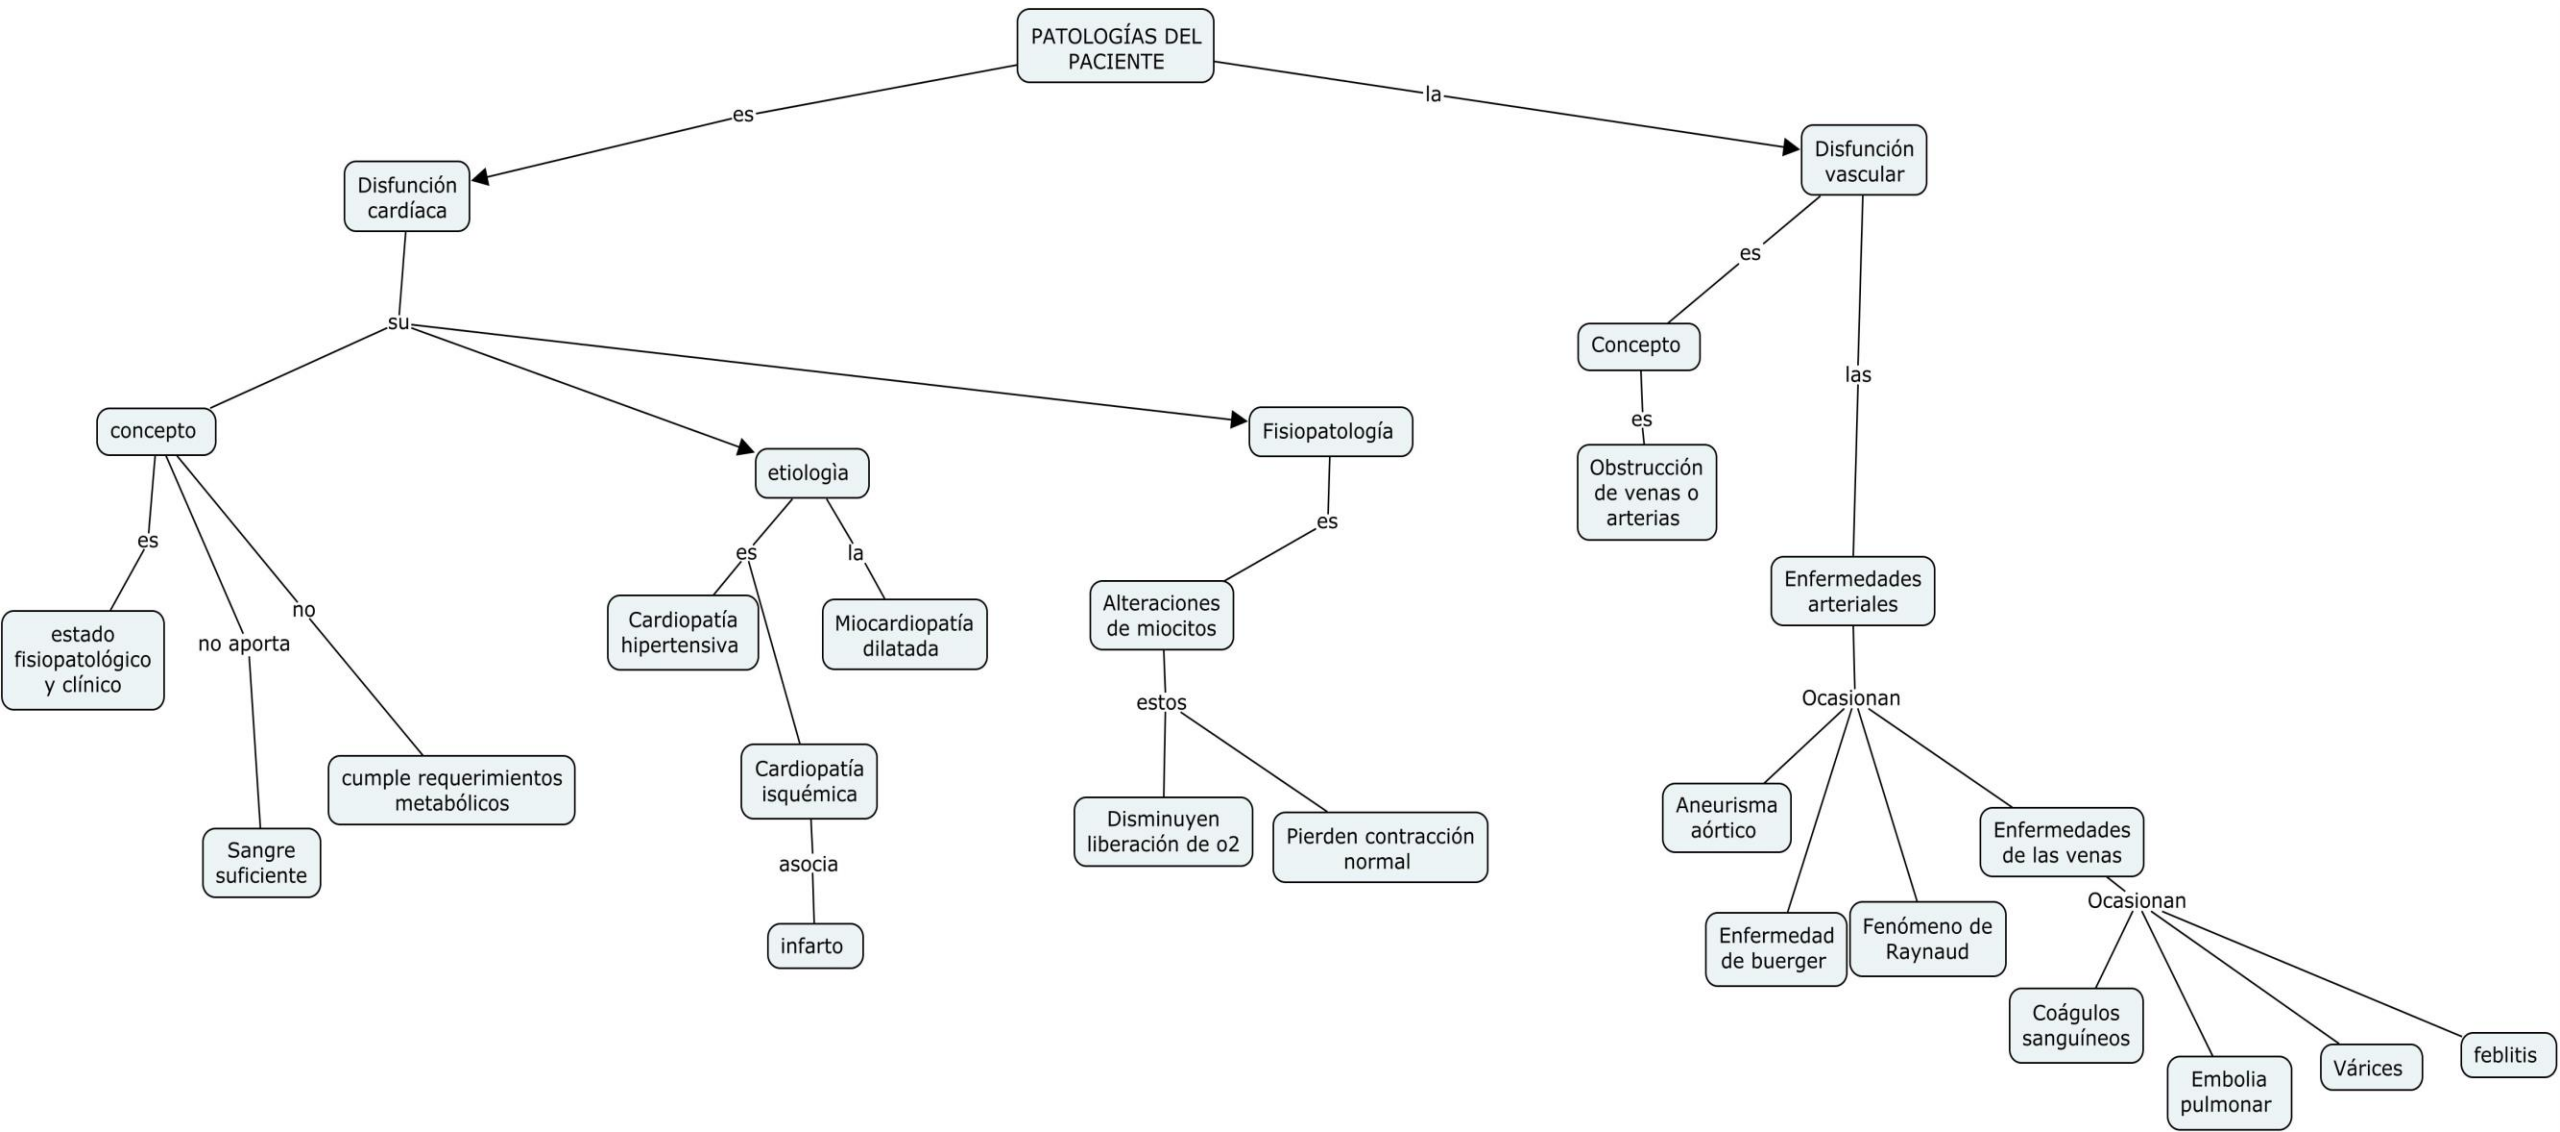 PATOLOGÍAS DEL
PACIENTE
es
la
Disfunción
cardíaca
Disfunción
vascular
su
es
las
concepto
etiologìa
Fisiopatología
Concepto
es
Obstrucción
de venas o
arterias
es
no aporta
no
estado
fisiopatológico
y clínico
Sangre
suficiente
cumple requerimientos
metabólicos
es
la
Cardiopatía
hipertensiva
Miocardiopatía
dilatada
Cardiopatía
isquémica
asocia
infarto
es
Alteraciones
de miocitos
estos
Disminuyen
liberación de o2
Pierden contracción
normal
Enfermedades
arteriales
Ocasionan
Aneurisma
aórtico
Enfermedad
de buerger
Fenómeno de
Raynaud
Enfermedades
de las venas
Ocasionan
Coágulos
sanguíneos
Embolia
pulmonar
Várices
feblitis